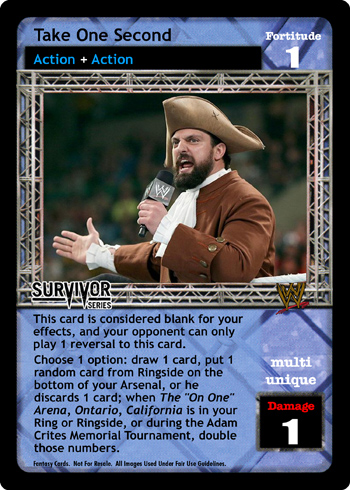 Take One Second
Fortitude
1
Action + Action
W
SURVIVOR
SERIES
W
This card is considered blank for your
effects, and your opponent can only
play 1 reversal to this card.
Choose 1 option: draw 1 card, put 1
random card from Ringside on the
bottom of your Arsenal, or he
discards 1 card; when The "On One"
Arena, Ontario, California is in your
Ring or Ringside, or during the Adam
Crites Memorial Tournament, double
those numbers.
multi
unique
Damage
1
Fantasy Cards. Not For Resale. All Images Used Under Fair Use Guidelines.